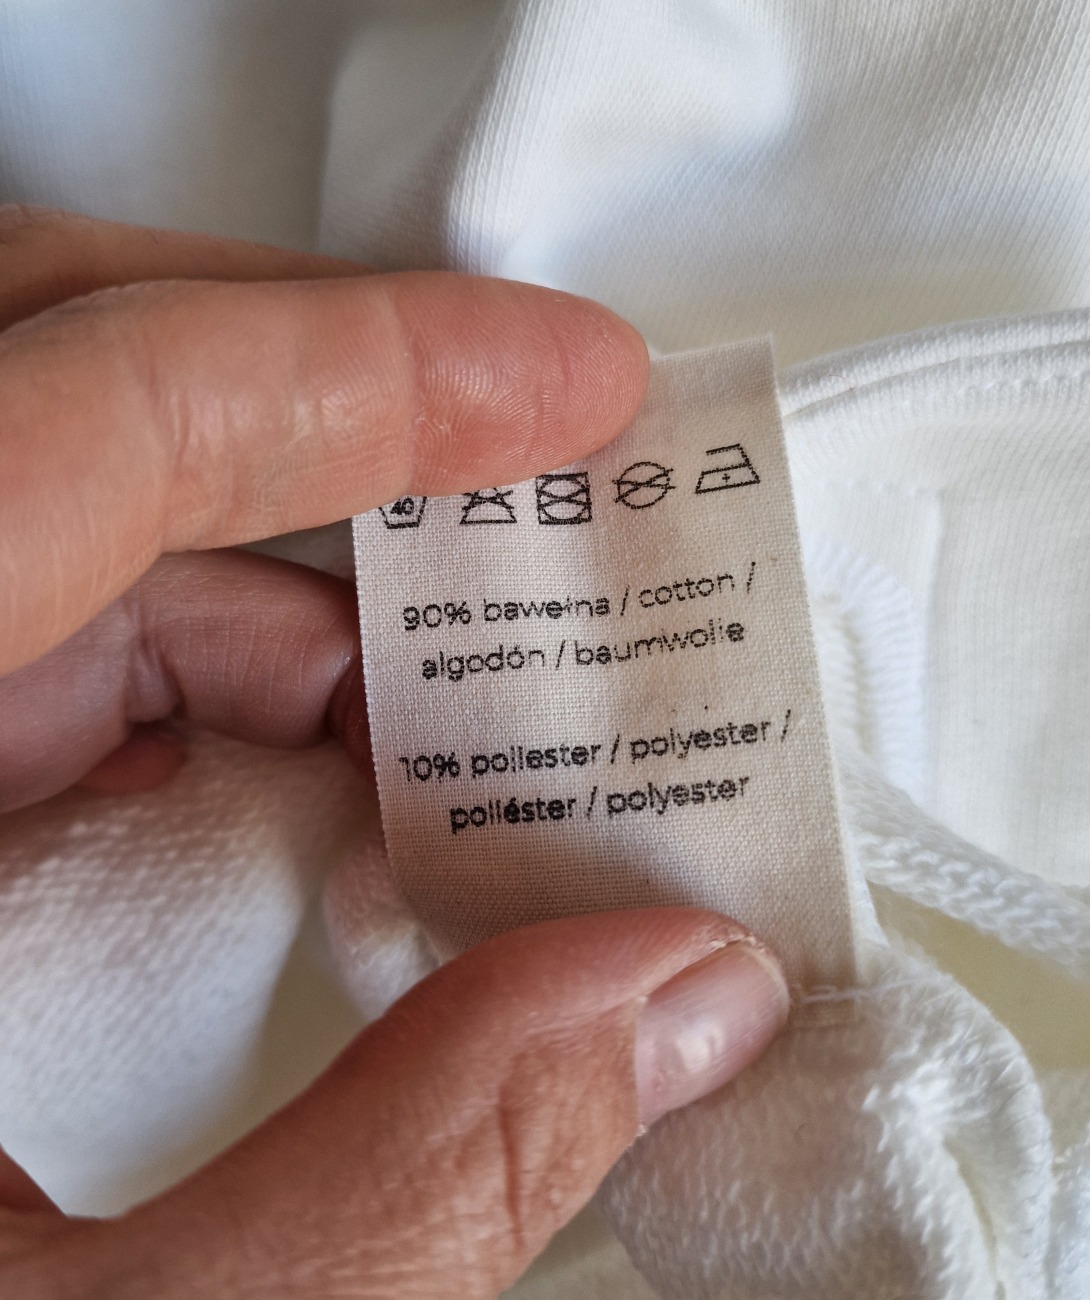 40
90% bawełna / cotton /
algodón / baumwolle
10% poliester / polyester /
poliéster / polyester